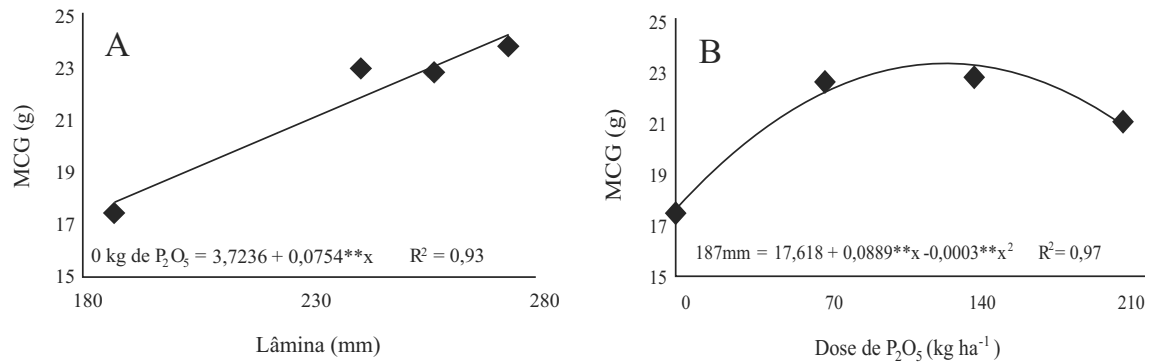 A
MCG (g)
25
23
21
19
17
15
0 kg de P₂O₅ = 3,7236 + 0,0754**x R² = 0,93
180 230 280
Lâmina (mm)
B
MCG (g)
25
23
21
19
17
15
187mm = 17,618 + 0,0889**x -0,0003**x² R²= 0,97
0 70 140 210
Dose de P₂O₅ (kg ha⁻¹)